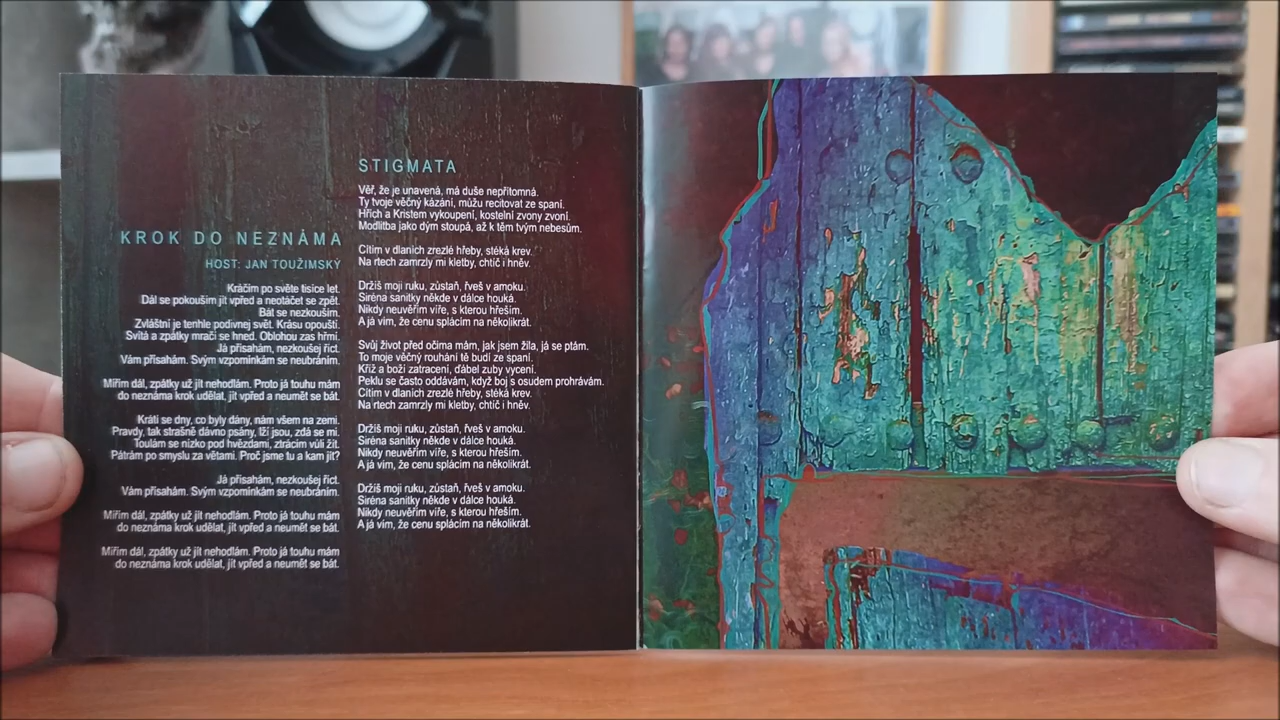 KROK DO NEZNÁMA
HOST: JAN TOUŽIMSKÝ
Kráčím po světe tisíce let.
Dál se pokouším jít vpřed a neotáčet se zpět.
Bát se nezkouším.
Zvláštní je tenhle podivnej svět. Krásu opouští.
Svítá a zpátky mračí se hned. Oblohou zas hřmí.
Já přisahám, nezkoušej říct.
Vám přísahám. Svým vzpomínkám se neubráním.
Mířím dál, zpátky už jít nehodlám. Proto já touhu mám
do neznáma krok udělat, jít vpřed a neumět se bát.
Krátí se dny, co byly dány, nám všem na zemi.
Pravdy, tak strašně dávno psány, lží jsou, zdá se mi.
Toulám se nízko pod hvězdami, ztrácím vůli žít.
Pátrám po smyslu za větami. Proč jsme tu a kam jít?
Já přísahám, nezkoušej říct.
Vám přísahám. Svým vzpomínkám se neubráním.
Mířím dál, zpátky už jít nehodlám. Proto já touhu mám
do neznáma krok udělat, jít vpřed a neumět se bát.
Mířím dál, zpátky už jít nehodlám. Proto já touhu mám
do neznáma krok udělat, jít vpřed a neumět se bát.
STIGMATA
Věř, že je unavená, má duše nepřítomná.
Ty tvoje věčný kázání, můžu recitovat ze spaní.
Hřích a Kristem vykoupení, kostelní zvony zvoní.
Modlitba jako dým stoupá, až k těm tvým nebesům.
Cítím v dlaních zrezlé hřeby, stéká krev.
Na rtech zamrzly mi kletby, chtíč i hněv.
Držíš moji ruku, zůstaň, řveš v amoku.
Siréna sanitky někde v dálce houká.
Nikdy neuvěřím víře, s kterou hřeším.
A já vím, že cenu splácím na několikrát.
Svůj život před očima mám, jak jsem žila, já se ptám.
To moje věčný rouhání tě budí ze spaní.
Kříž a boží zatracení, ďábel zuby vycení.
Peklu se často oddávám, když boj s osudem prohrávám.
Cítím v dlaních zrezlé hřeby, stéká krev.
Na rtech zamrzly mi kletby, chtíč i hněv.
Držíš moji ruku, zůstaň, řveš v amoku.
Siréna sanitky někde v dálce houká.
Nikdy neuvěřím víře, s kterou hřeším.
A já vím, že cenu splácím na několikrát.
Držíš moji ruku, zůstaň, řveš v amoku.
Siréna sanitky někde v dálce houká.
Nikdy neuvěřím víře, s kterou hřeším.
A já vím, že cenu splácím na několikrát.